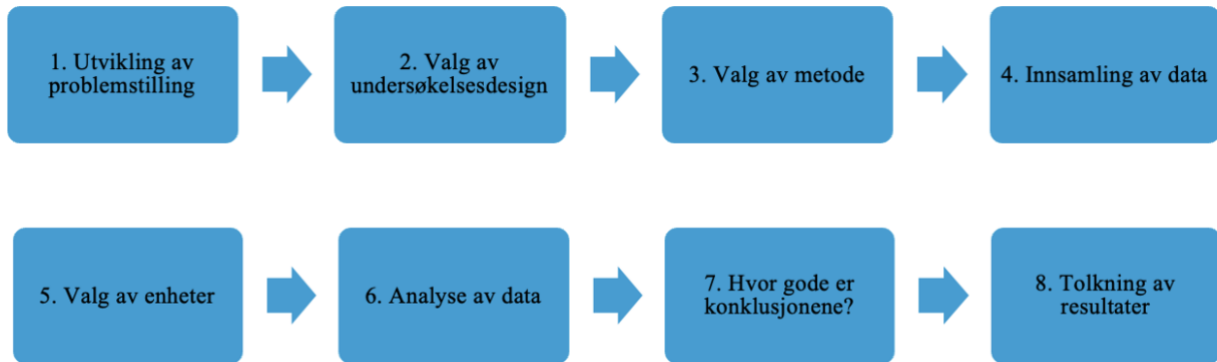 1. Utvikling av
problemstilling
2. Valg av
undersøkelsesdesign
3. Valg av metode
4. Innsamling av data
5. Valg av enheter
6. Analyse av data
7. Hvor gode er
konklusjonene?
8. Tolkning av
resultater